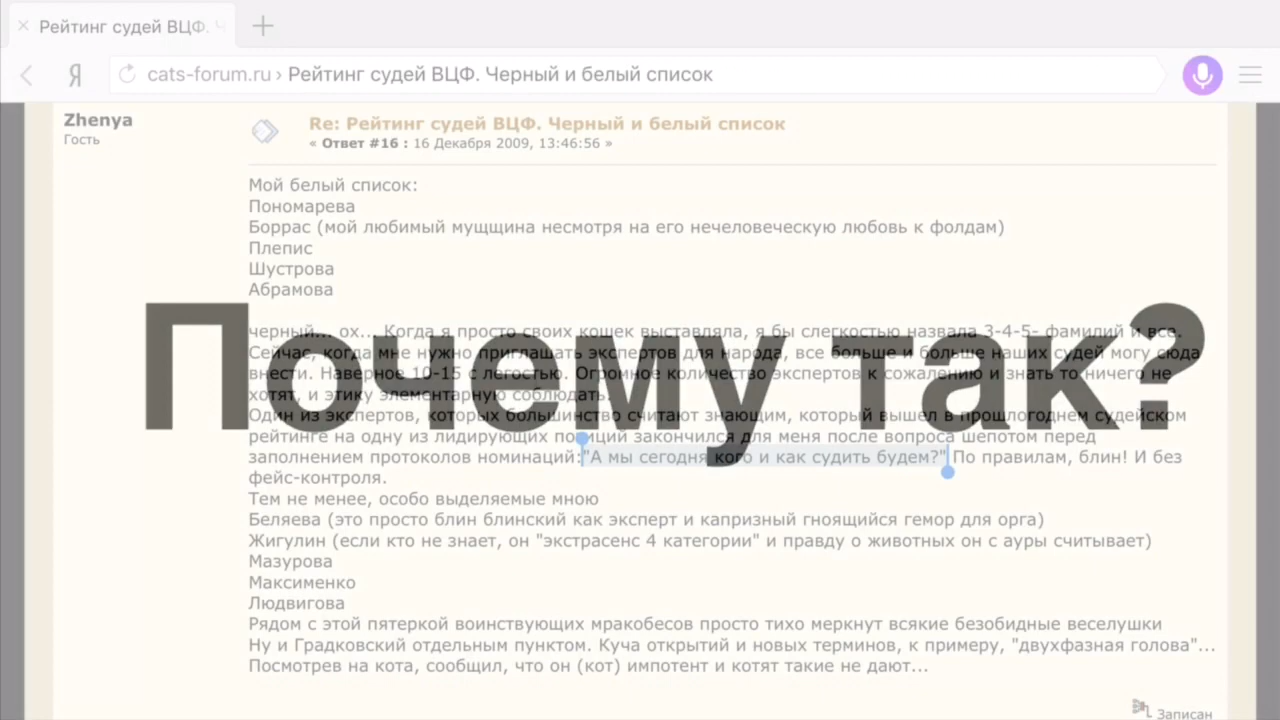 Рейтинг судей ВЦФ. Ч
Я
cats-forum.ru › Рейтинг судей ВЦФ. Черный и белый список
Zhenya
Гость
Re: Рейтинг судей ВЦФ. Черный и белый список
« Ответ #16 : 16 Декабря 2009, 13:46:56 »
Мой белый список:
Пономарева
Боррас (мой любимый мущщина несмотря на его нечеловеческую любовь к фолдам)
Плепис
Шустрова
Абрамова
Почему так?
черный... ох... Когда я просто своих кошек выставляла, я бы слегкостью назвала 3-4-5- фамилий и все.
Сейчас, когда мне нужно приглашать экспертов для народа, все больше и больше наших судей могу сюда
внести. Наверное 10-15 с легостью. Огромное количество экспертов к сожалению и знать то ничего не
хотят, и этику элементарную соблюдать.
Один из экспертов, которых большинство считают знающим, который вышел в прошлогоднем судейском
рейтинге на одну из лидирующих позиций закончился для меня после вопроса шепотом перед
заполнением протоколов номинаций:"А мы сегодня кого и как судить будем?" По правилам, блин! И без
фейс-контроля.
Тем не менее, особо выделяемые мною
Беляева (это просто блин блинский как эксперт и капризный гноящийся гемор для орга)
Жигулин (если кто не знает, он "экстрасенс 4 категории" и правду о животных он с ауры считывает)
Мазурова
Максименко
Людвигова
Рядом с этой пятеркой воинствующих мракобесов просто тихо меркнут всякие безобидные веселушки
Ну и Градковский отдельным пунктом. Куча открытий и новых терминов, к примеру, "двухфазная голова"...
Посмотрев на кота, сообщил, что он (кот) импотент и котят такие не дают...
Записан